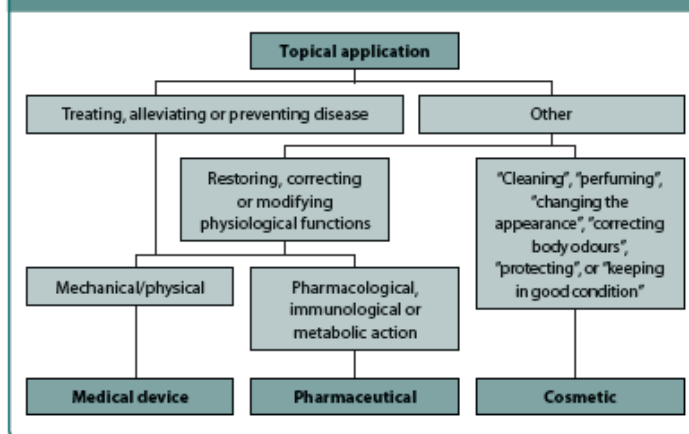 Topical application
Treating, alleviating or preventing disease
Other
Restoring, correcting
or modifying
physiological functions
“Cleaning”, “perfuming”,
“changing the
appearance”, “correcting
body odours”,
“protecting”, or “keeping
in good condition”
Mechanical/physical
Pharmacological,
immunological or
metabolic action
Medical device
Pharmaceutical
Cosmetic